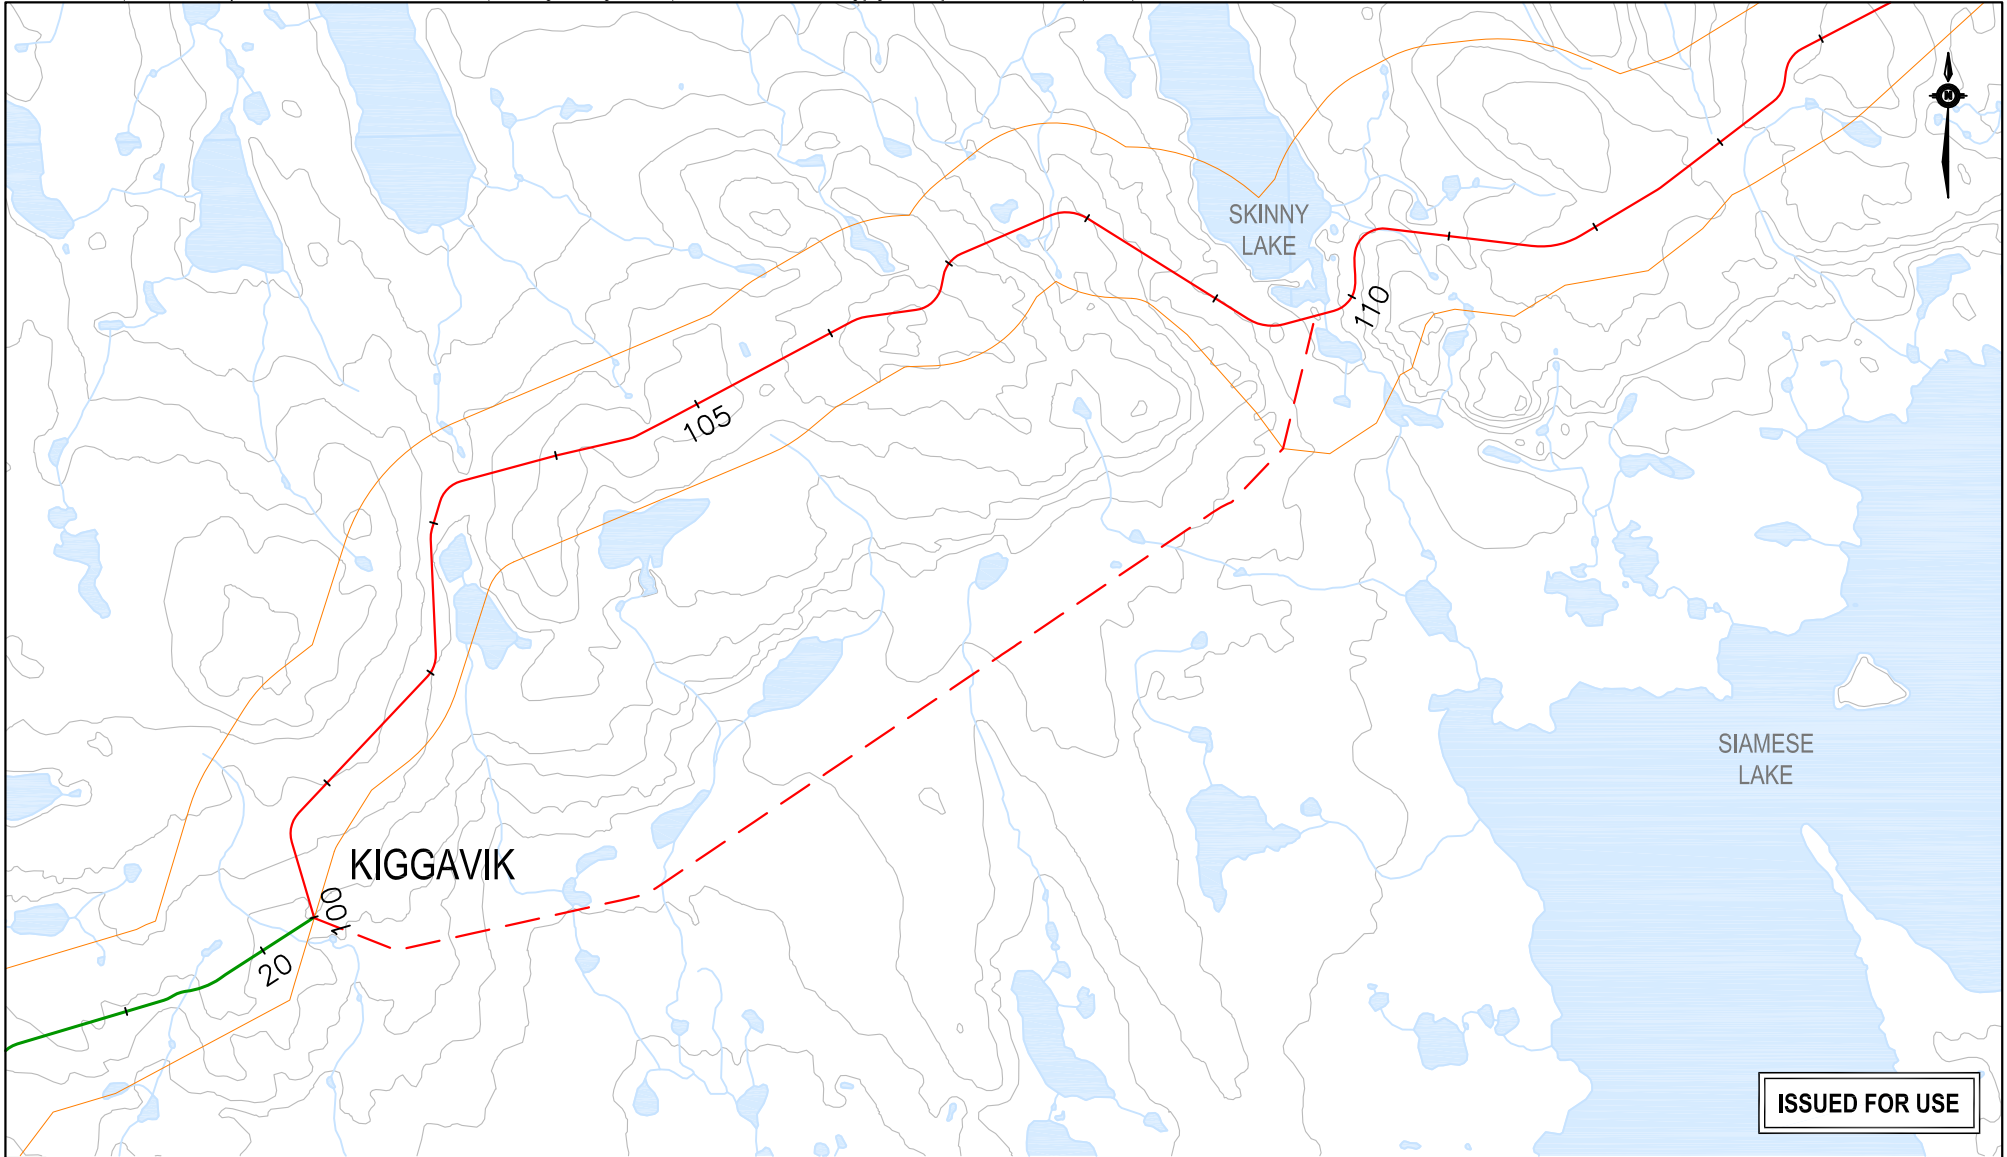 SKINNY
LAKE
110
105
SIAMESE
LAKE
KIGGAVIK
100
20
ISSUED FOR USE